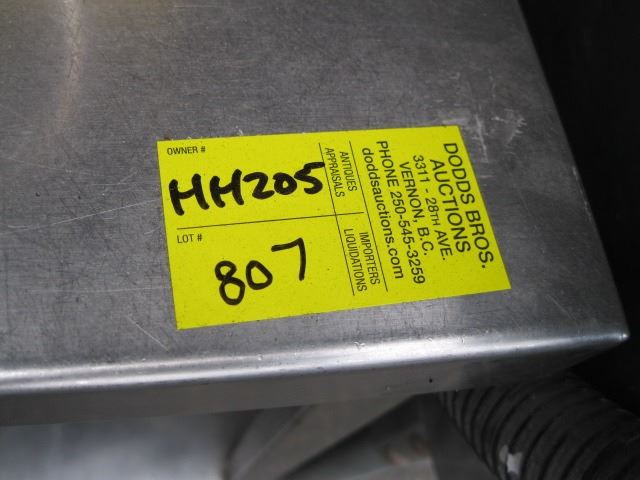 OWNER #
HH205
LOT #
807
ANTIQUES
APPRAISALS
IMPORTERS
LIQUIDATIONS
DODDS BROS.
AUCTIONS
3311 - 28TH AVE.
VERNON, B.C.
PHONE 250-545-3259
doddsauctions.com